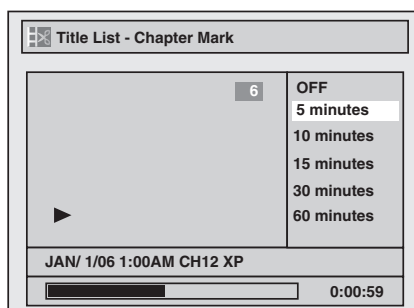 Title List - Chapter Mark
6
OFF
5 minutes
10 minutes
15 minutes
30 minutes
60 minutes
JAN/ 1/06 1:00AM CH12 XP
0:00:59